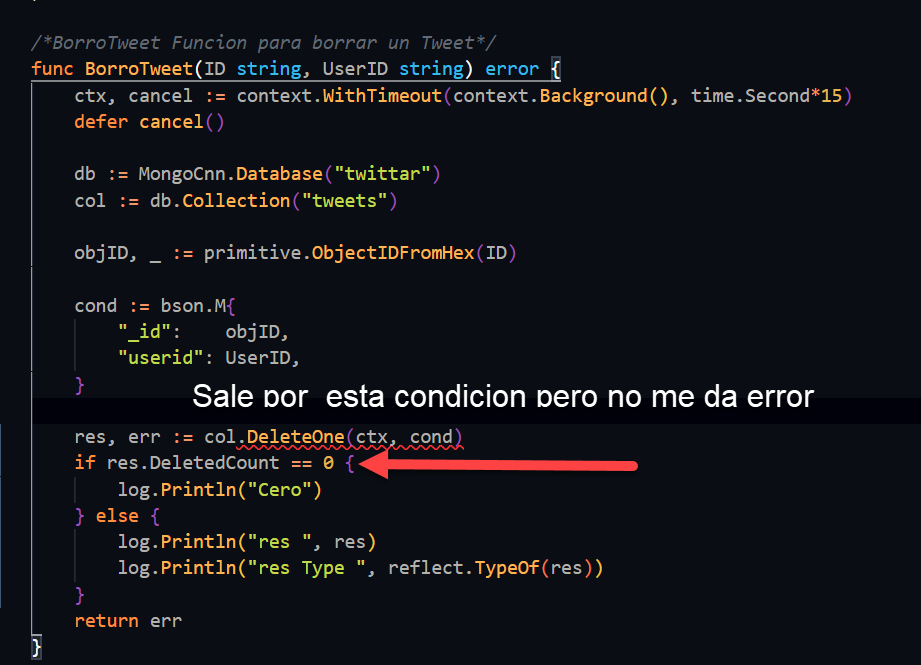 /*BorroTweet Funcion para borrar un Tweet*/
func BorroTweet(ID string, UserID string) error {
    ctx, cancel := context.WithTimeout(context.Background(), time.Second*15)
    defer cancel()

    db := MongoCnn.Database("twittar")
    col := db.Collection("tweets")

    objID, _ := primitive.ObjectIDFromHex(ID)

    cond := bson.M{
        "_id":    objID,
        "userid": UserID,
    }
Sale por  esta condicion pero no me da error
    res, err := col.DeleteOne(ctx, cond)
    if res.DeletedCount == 0 {
        log.Println("Cero")
    } else {
        log.Println("res ", res)
        log.Println("res Type ", reflect.TypeOf(res))
    }
    return err
}